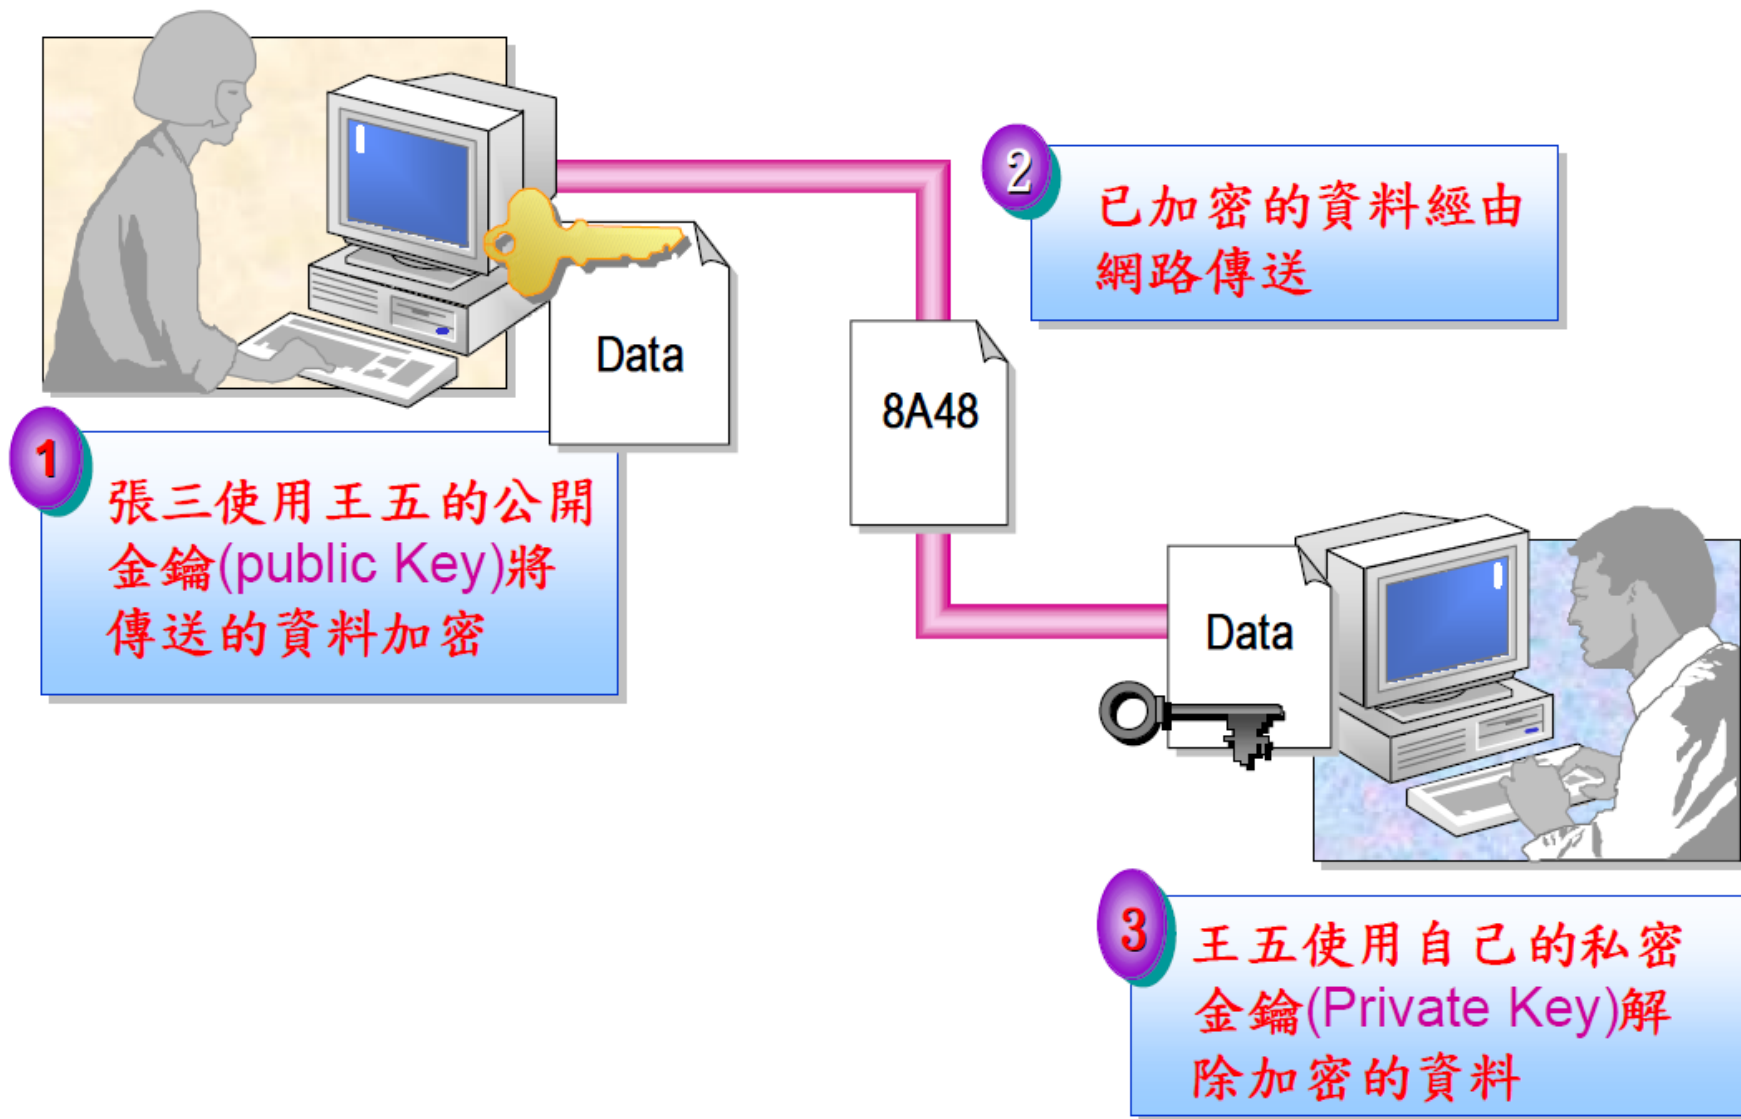 Data
1
張三使用王五的公開
金鑰(public Key)將
傳送的資料加密
2
已加密的資料經由
網路傳送
8A48
Data
3
王五使用自己的私密
金鑰(Private Key)解
除加密的資料